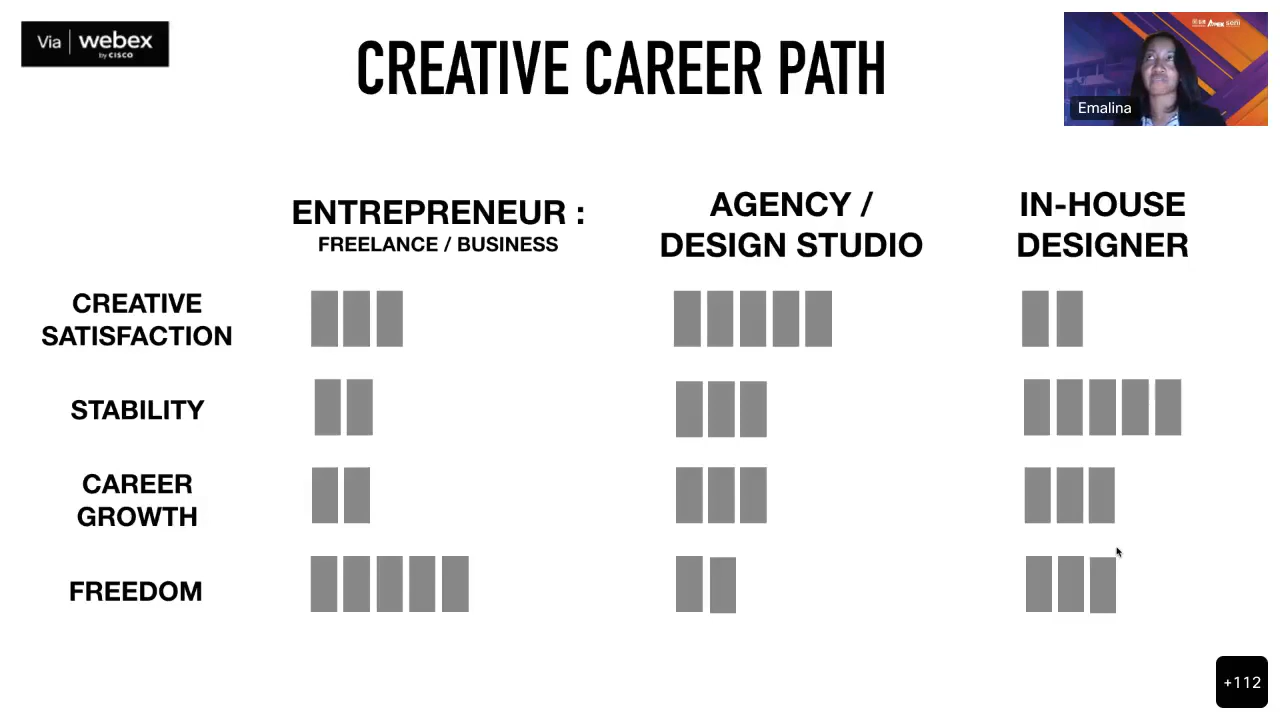 Via | webex
by CISCO
CREATIVE CAREER PATH
Emalina
ENTREPRENEUR :
FREELANCE / BUSINESS
AGENCY /
DESIGN STUDIO
IN-HOUSE
DESIGNER
CREATIVE
SATISFACTION
STABILITY
CAREER
GROWTH
FREEDOM
+112